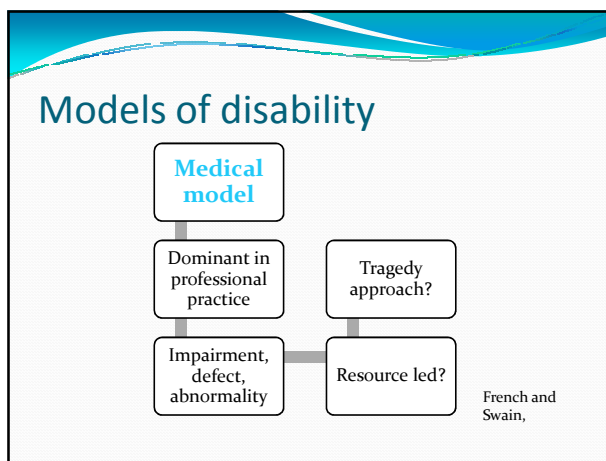 Models of disability
Medical
model
Dominant in
professional
practice
Impairment,
defect,
abnormality
Resource led?
Tragedy
approach?
French and
Swain,